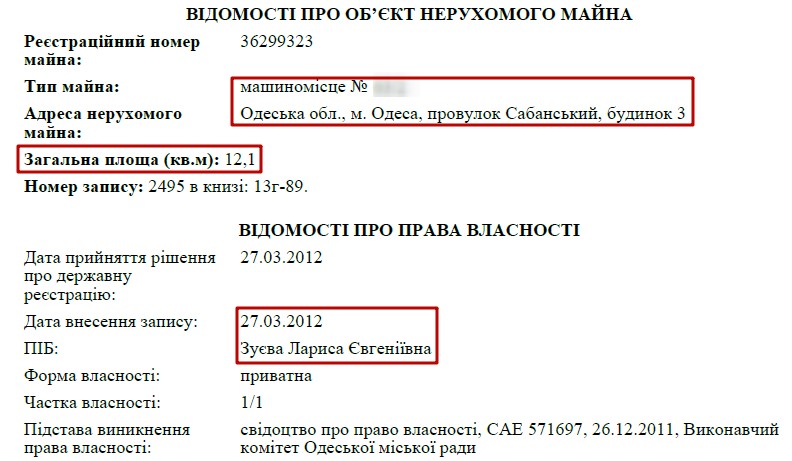 ВІДОМОСТІ ПРО ОБ’ЄКТ НЕРУХОМОГО МАЙНА
Реєстраційний номер майна: 36299323
Тип майна: машиномісце №
Адреса нерухомого майна: Одеська обл., м. Одеса, провулок Сабанський, будинок 3
Загальна площа (кв.м): 12,1
Номер запису: 2495 в книзі: 13г-89.
ВІДОМОСТІ ПРО ПРАВА ВЛАСНОСТІ
Дата прийняття рішення про державну реєстрацію: 27.03.2012
Дата внесення запису: 27.03.2012
ПІБ: Зуєва Лариса Євгеніївна
Форма власності: приватна
Частка власності: 1/1
Підстава виникнення права власності: свідоцтво про право власності, САЕ 571697, 26.12.2011, Виконавчий комітет Одеської міської ради